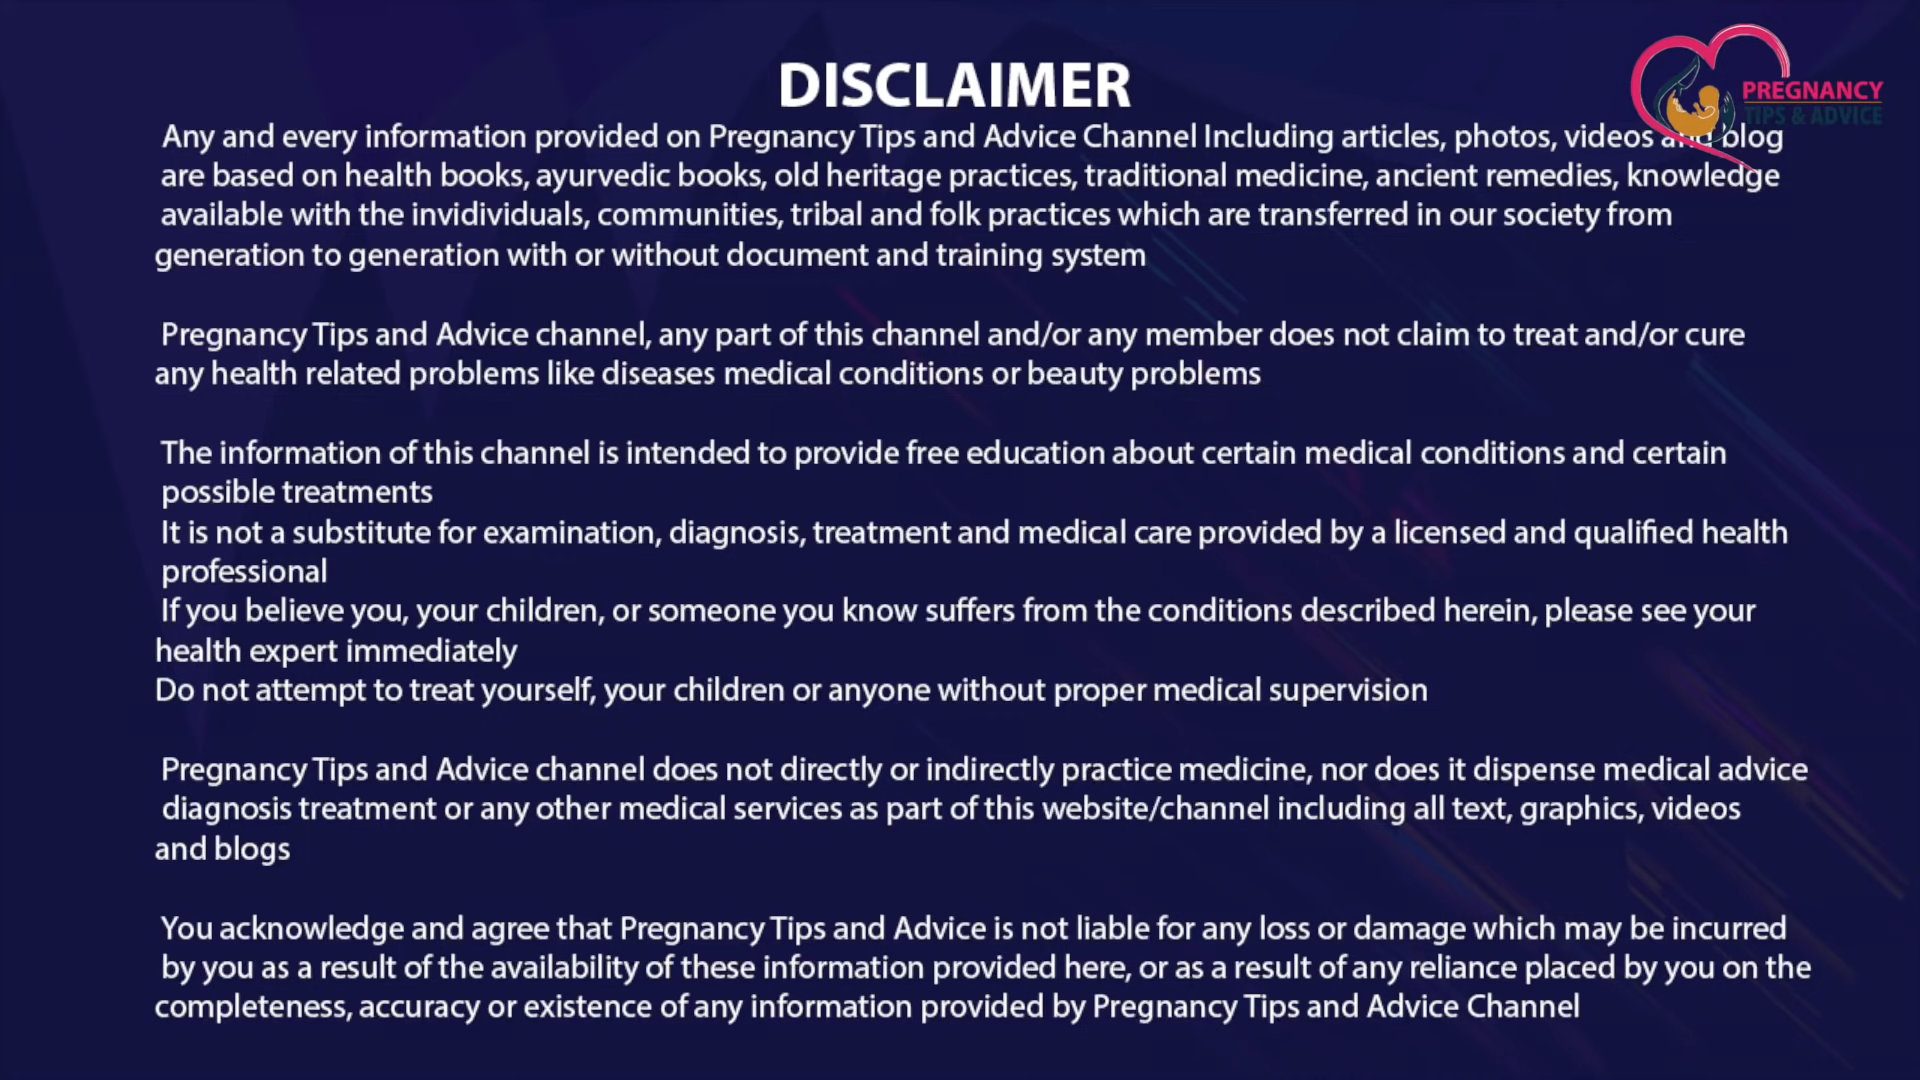 DISCLAIMER
PREGNANCY
TIPS & ADVICE
Any and every information provided on Pregnancy Tips and Advice Channel Including articles, photos, videos and blog
are based on health books, ayurvedic books, old heritage practices, traditional medicine, ancient remedies, knowledge
available with the invidividuals, communities, tribal and folk practices which are transferred in our society from
generation to generation with or without document and training system
Pregnancy Tips and Advice channel, any part of this channel and/or any member does not claim to treat and/or cure
any health related problems like diseases medical conditions or beauty problems
The information of this channel is intended to provide free education about certain medical conditions and certain
possible treatments
It is not a substitute for examination, diagnosis, treatment and medical care provided by a licensed and qualified health
professional
If you believe you, your children, or someone you know suffers from the conditions described herein, please see your
health expert immediately
Do not attempt to treat yourself, your children or anyone without proper medical supervision
Pregnancy Tips and Advice channel does not directly or indirectly practice medicine, nor does it dispense medical advice
diagnosis treatment or any other medical services as part of this website/channel including all text, graphics, videos
and blogs
You acknowledge and agree that Pregnancy Tips and Advice is not liable for any loss or damage which may be incurred
by you as a result of the availability of these information provided here, or as a result of any reliance placed by you on the
completeness, accuracy or existence of any information provided by Pregnancy Tips and Advice Channel